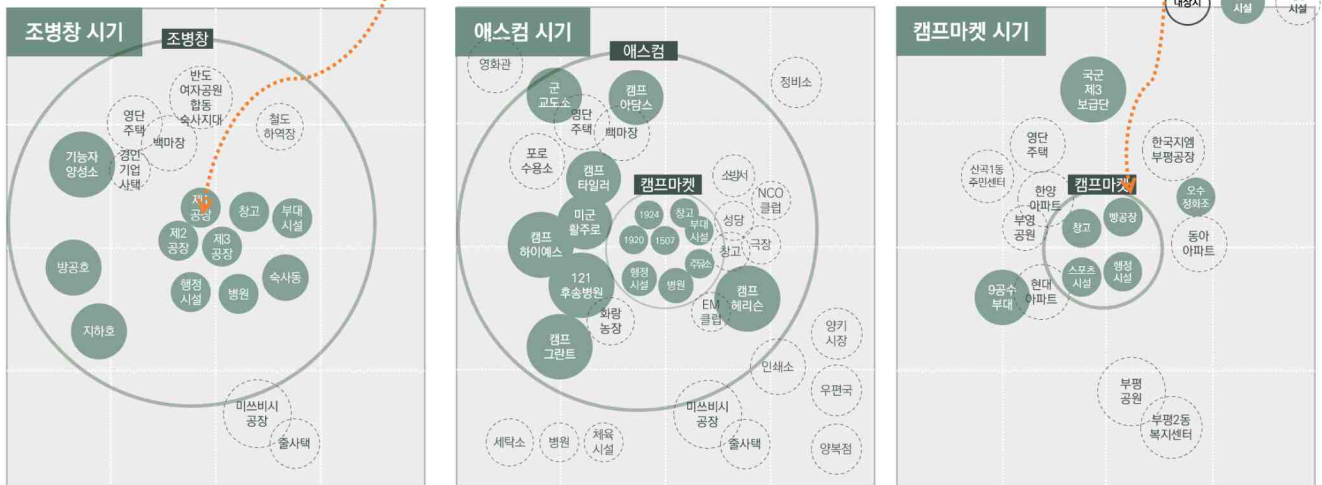 조병창 시기
조병창
반도
여자공원
합동
숙사지대
영단
주택
백마장
철도
하역장
기능자
양성소
경인
기업
사택
공장
창고
부대
시설
제2
공장
제3
공장
방공호
행정
시설
병원
숙사동
지하호
미쓰비시
공장
줄사택
애스컴 시기
애스컴
영화관
군
교도소
캠프
아담스
정비소
영단
주택
백마장
포로
수용소
캠프
타일러
캠프마켓
소방서
NCO
클럽
미군
활주로
1924
창고
부대
시설
성당
캠프
하이예스
1920
1507
창고
극장
주유소
121
후송병원
행정
시설
병원
EM
클럽
캠프
헤리슨
화랑
농장
캠프
그란트
양키
시장
인쇄소
우편국
미쓰비시
공장
세탁소
병원
체육
시설
줄사택
양복점
대상지
시설
시설
캠프마켓 시기
국군
제3
보급단
영단
주택
한국지엠
부평공장
산곡1동
주민센터
캠프마켓
한양
아파트
오수
정화조
부영
공원
창고
빵공장
동아
아파트
9공수
부대
현대
아파트
스포츠
시설
행정
시설
부평
공원
부평2동
복지센터